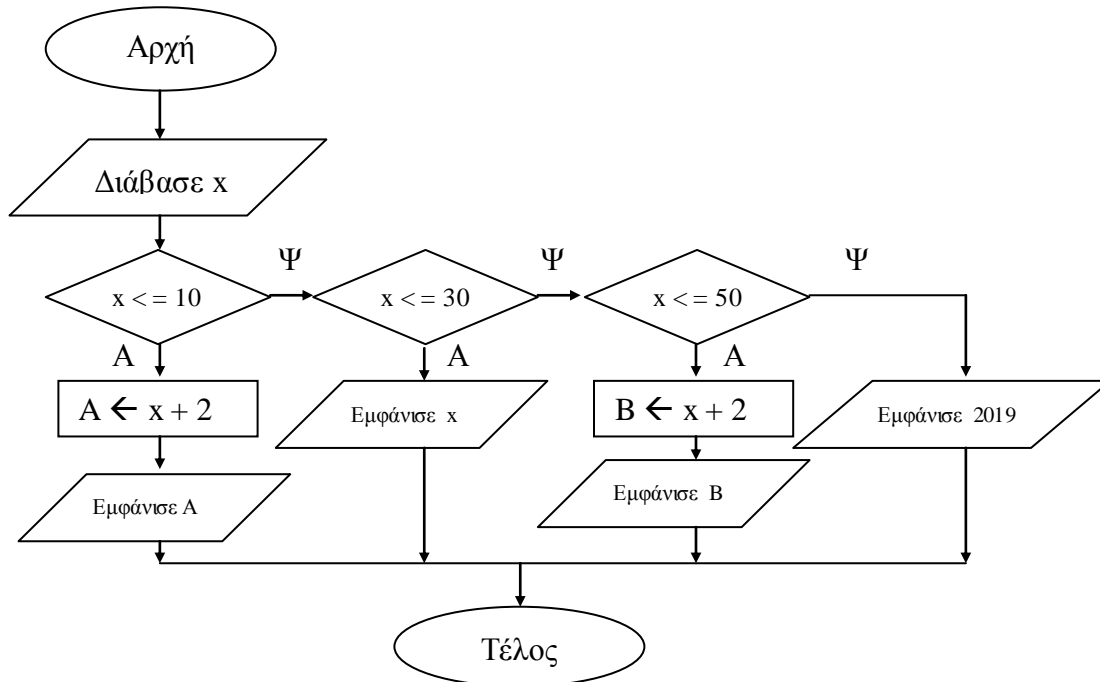 Αρχή
Διάβασε x
Ψ
Ψ
Ψ
x < = 10
x < = 30
x < = 50
Α
Α
Α
Α ← x + 2
Εμφάνισε x
Β ← x + 2
Εμφάνισε 2019
Εμφάνισε Α
Εμφάνισε Β
Τέλος